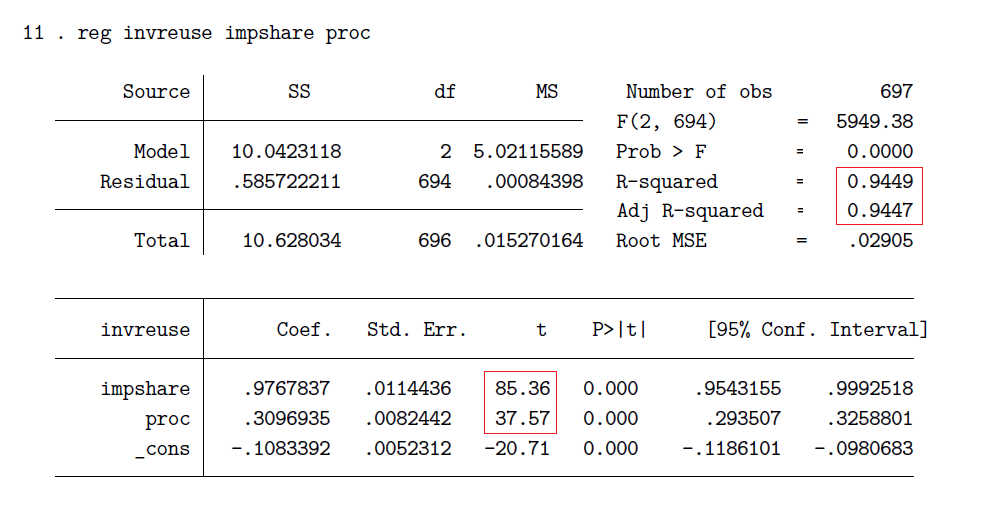 11 . reg invreuse impshare proc
Source SS df MS Number of obs 697
F(2, 694) = 5949.38
Model 10.0423118 2 5.02115589 Prob > F = 0.0000
Residual .585722211 694 .00084398 R-squared = 0.9449
Adj R-squared = 0.9447
Total 10.628034 696 .015270164 Root MSE = .02905
invreuse Coef. Std. Err. t P>|t| [95% Conf. Interval]
impshare .9767837 .0114436 85.36 0.000 .9543155 .9992518
proc .3096935 .0082442 37.57 0.000 .293507 .3258801
_cons -.1083392 .0052312 -20.71 0.000 -.1186101 -.0980683